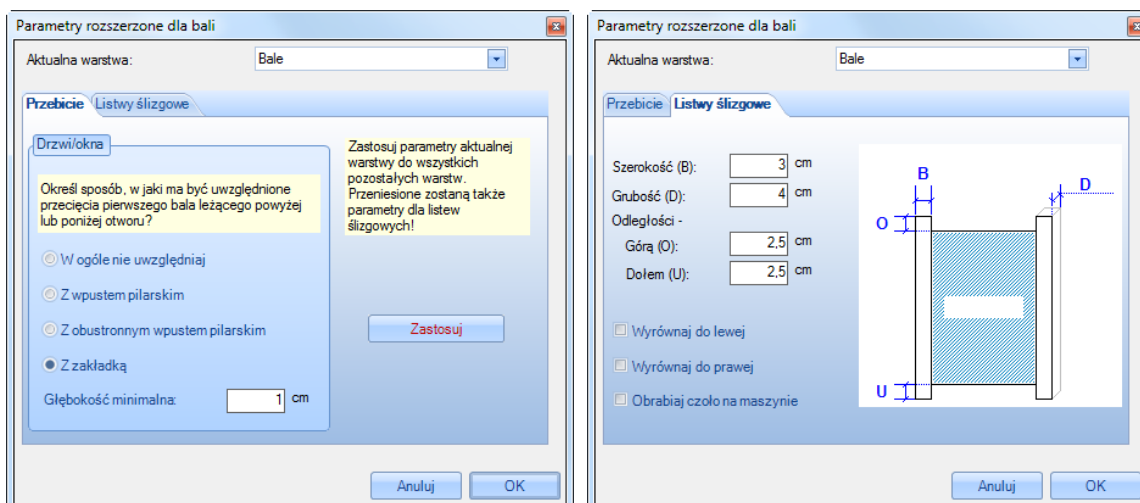 Parametry rozszerzone dla bali
Aktualna warstwa: Bale
Przebicie Listwy ślizgowe
Drzwi/okna
Określ sposób, w jaki ma być uwzględnione
przecięcia pierwszego bala leżącego powyżej
lub poniżej otworu?
W ogóle nie uwzględniaj
Z wpustem pilarskim
Z obustronnym wpustem pilarskim
Z zakładką
Głębokość minimalna: 1 cm
Zastosuj parametry aktualnej
warstwy do wszystkich
pozostałych warstw.
Przeniesione zostaną także
parametry dla listew
ślizgowych!
Zastosuj
Anuluj OK
Parametry rozszerzone dla bali
Aktualna warstwa: Bale
Przebicie Listwy ślizgowe
Szerokość (B): 3 cm
Grubość (D): 4 cm
Odległości -
Górą (O): 2,5 cm
Dołem (U): 2,5 cm
Wyrównaj do lewej
Wyrównaj do prawej
Obrabiaj czoło na maszynie
B
D
O
U
Anuluj OK